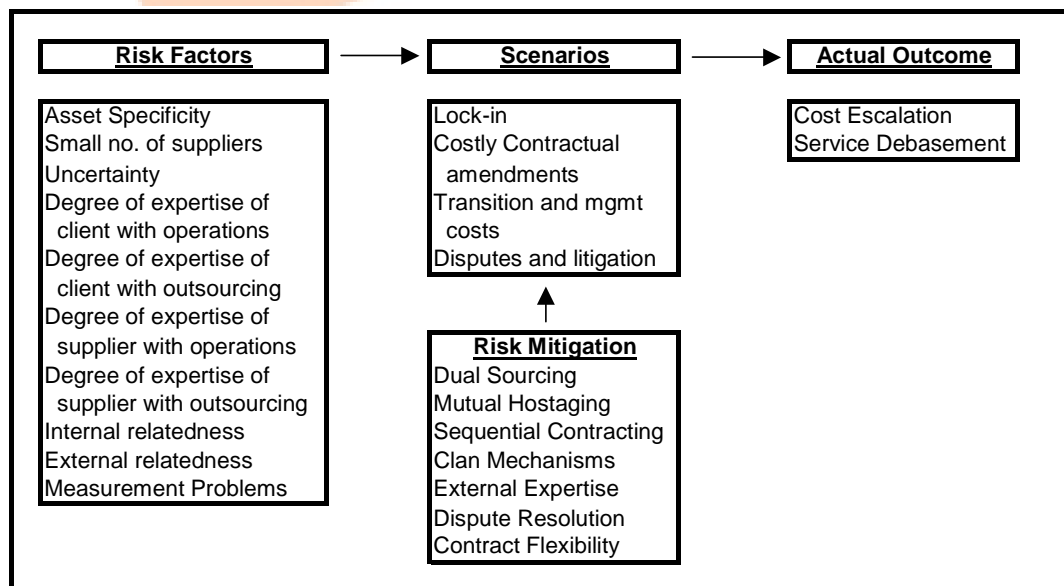 Risk Factors
Asset Specificity
Small no. of suppliers
Uncertainty
Degree of expertise of
client with operations
Degree of expertise of
client with outsourcing
Degree of expertise of
supplier with operations
Degree of expertise of
supplier with outsourcing
Internal relatedness
External relatedness
Measurement Problems
Scenarios
Lock-in
Costly Contractual
amendments
Transition and mgmt
costs
Disputes and litigation
Risk Mitigation
Dual Sourcing
Mutual Hostaging
Sequential Contracting
Clan Mechanisms
External Expertise
Dispute Resolution
Contract Flexibility
Actual Outcome
Cost Escalation
Service Debasement